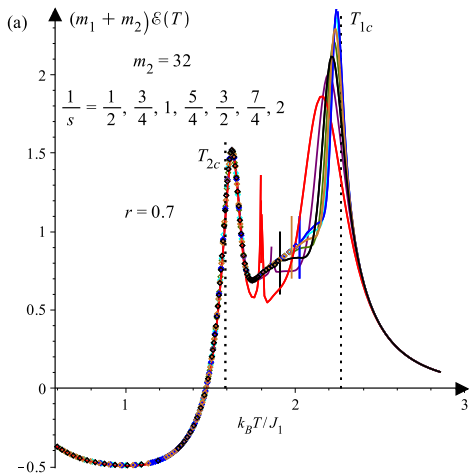 (a) (m₁ + m₂) ℰ(T)
T₁c
m₂ = 32
1/s = 1/2, 3/4, 1, 5/4, 3/2, 7/4, 2
T₂c
r = 0.7
2
1.5
1
0.5
0
−0.5
1 2 3
k_B T/J₁